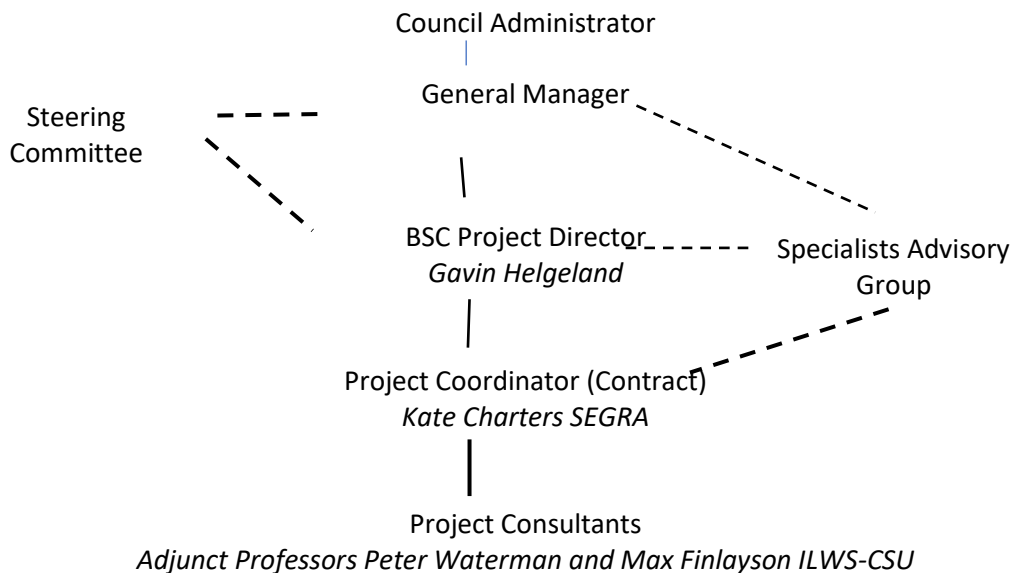 Council Administrator
General Manager
Steering
Committee
BSC Project Director
Gavin Helgeland
Specialists Advisory
Group
Project Coordinator (Contract)
Kate Charters SEGRA
Project Consultants
Adjunct Professors Peter Waterman and Max Finlayson ILWS-CSU